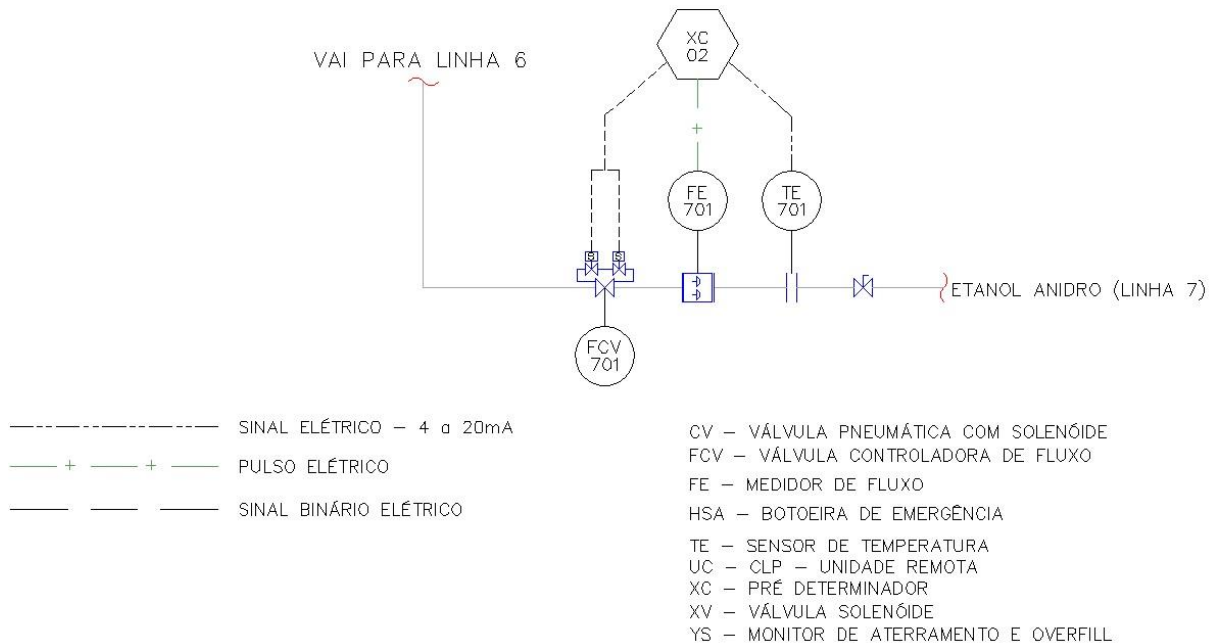 XC
02
VAI PARA LINHA 6
FE
701
TE
701
S S
ETANOL ANIDRO (LINHA 7)
FCV
701
SINAL ELÉTRICO – 4 a 20mA
PULSO ELÉTRICO
SINAL BINÁRIO ELÉTRICO
CV – VÁLVULA PNEUMÁTICA COM SOLENÓIDE
FCV – VÁLVULA CONTROLADORA DE FLUXO
FE – MEDIDOR DE FLUXO
HSA – BOTOEIRA DE EMERGÊNCIA
TE – SENSOR DE TEMPERATURA
UC – CLP – UNIDADE REMOTA
XC – PRÉ DETERMINADOR
XV – VÁLVULA SOLENÓIDE
YS – MONITOR DE ATERRAMENTO E OVERFILL